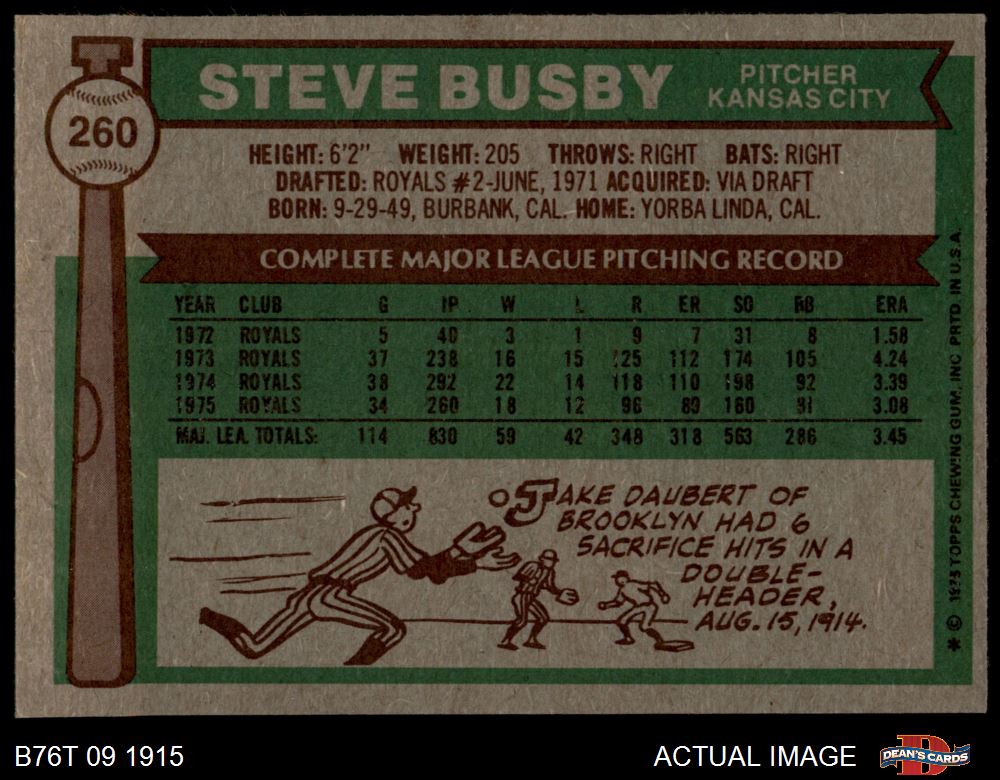 260
STEVE BUSBY
PITCHER
KANSAS CITY
HEIGHT: 6'2" WEIGHT: 205 THROWS: RIGHT BATS: RIGHT
DRAFTED: ROYALS #2-JUNE, 1971 ACQUIRED: VIA DRAFT
BORN: 9-29-49, BURBANK, CAL. HOME: YORBA LINDA, CAL.
COMPLETE MAJOR LEAGUE PITCHING RECORD
YEAR CLUB G IP W L R ER SO BB ERA
1972 ROYALS 5 40 3 1 9 7 31 8 1.58
1973 ROYALS 37 238 16 15 125 112 174 105 4.24
1974 ROYALS 38 292 22 14 118 110 198 92 3.39
1975 ROYALS 34 260 18 12 96 89 160 81 3.08
MAJ. LEA. TOTALS: 114 830 59 42 348 318 563 286 3.45
JAKE DAUBERT OF
BROOKLYN HAD 6
SACRIFICE HITS IN A
DOUBLE-
HEADER,
AUG. 15, 1914.
* © 1975 TOPPS CHEWING GUM, INC PRTD. IN U.S.A.
B76T 09 1915
ACTUAL IMAGE
DEAN'S CARDS